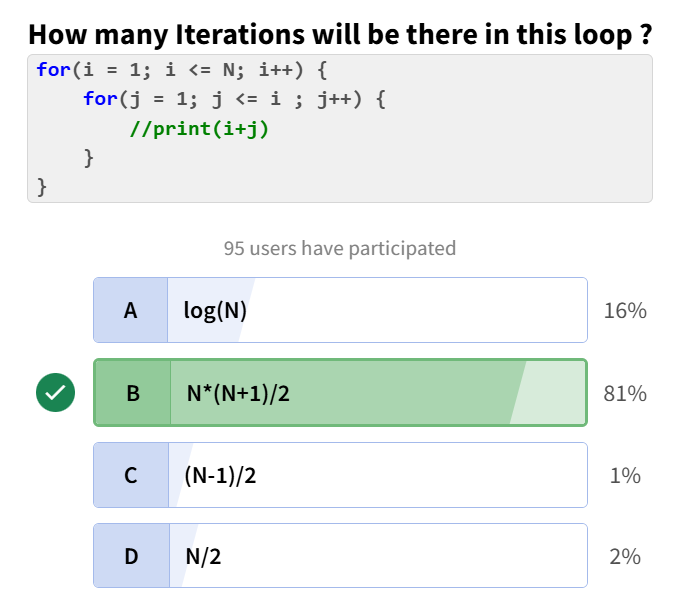 How many Iterations will be there in this loop ?
for(i = 1; i <= N; i++) {
    for(j = 1; j <= i ; j++) {
        //print(i+j)
    }
}
95 users have participated
A log(N) 16%
B N*(N+1)/2 81%
C (N-1)/2 1%
D N/2 2%